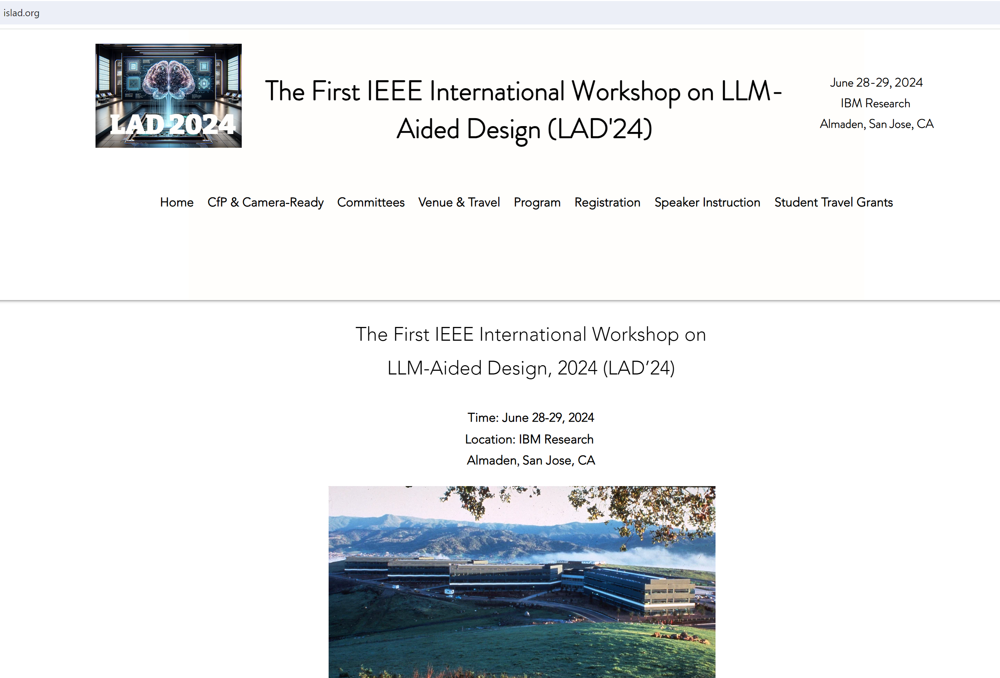 islad.org
LAD 2024
The First IEEE International Workshop on LLM-
Aided Design (LAD'24)
June 28-29, 2024
IBM Research
Almaden, San Jose, CA
Home CfP & Camera-Ready Committees Venue & Travel Program Registration Speaker Instruction Student Travel Grants
The First IEEE International Workshop on
LLM-Aided Design, 2024 (LAD’24)
Time: June 28-29, 2024
Location: IBM Research
Almaden, San Jose, CA